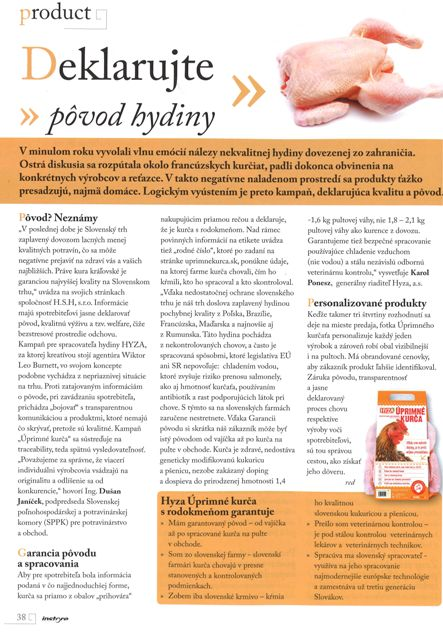 product
Deklarujte
» pôvod hydiny
»
V minulom roku vyvolali vlnu emócií nálezy nekvalitnej hydiny dovezenej zo zahraničia.
Ostrá diskusia sa rozpútala okolo francúzskych kurčiat, padli dokonca obvinenia na
konkrétnych výrobcov a reťazce. V takto negatívne naladenom prostredí sa produkty ťažko
presadzujú, najmä domáce. Logickým vyústením je preto kampaň, deklarujúca kvalitu a pôvod.
Pôvod? Neznámy
„V poslednej dobe je Slovenský trh
zaplavený dovozom lacných menej
kvalitných potravín, čo sa môže
negatívne prejaviť na zdraví vás a vašich
najbližších. Práve kura kráľovské je
garanciou najvyššej kvality na Slovenskom
trhu,“ uvádza na svojich stránkach
spoločnosť H.S.H, s.r.o. Informácie
majú spotrebiteľovi jasne deklarovať
pôvod, kvalitnú výživu a tzv. welfare, čiže
bezstresové prostredie odchovu.
Kampaň pre spracovateľa hydiny HYZA,
za ktorej kreatívou stojí agentúra Wiktor
Leo Burnett, vo svojom koncepte
podobne vychádza z nepriaznivej situácie
na trhu. Proti zatajovaným informáciám
o pôvode, pri zavádzaní spotrebiteľa,
prichádza „bojovať“ s transparentnou
komunikáciou a produktmi, ktoré nemajú
čo skrývať, pretože sú kvalitné. Kampaň
„Úprimné kurča“ sa sústreďuje na
traceability, teda spätnú vysledovateľnosť.
„Považujeme za správne, že viacerí
individuálni výrobcovia vsádzajú na
originalitu a odlíšenie sa od
konkurencie,“ hovorí Ing. Dušan
Janíček, podpredseda Slovenskej
poľnohospodárskej a potravinárskej
komory (SPPK) pre potravinárstvo
a obchod.
Garancia pôvodu
a spracovania
Aby pre spotrebiteľa bola informácia
podaná v čo najjednoduchšej forme,
kurča sa priamo z obalov „prihovára“
nakupujúcim priamou rečou a deklaruje,
že je kurča s rodokmeňom. Nad rámec
povinných informácií na etikete uvádza
tiež „rodné číslo“, ktoré po zadaní na
stránke uprimnekurca.sk, ponúkne údaje,
na ktorej farme kurča chovali, čím ho
kŕmili, kto ho spracoval a kto kontroloval.
„Vďaka nedostatočnej ochrane slovenského
trhu je náš trh doslova zaplavený hydinou
pochybnej kvality z Poľska, Brazílie,
Francúzska, Maďarska a najnovšie aj
z Rumunska. Táto hydina pochádza
z nekontrolovaných chovov, a často je
spracovaná spôsobmi, ktoré legislatíva EÚ
ani SR nepovoľuje: chladením vodou,
ktoré zvyšuje riziko prenosu salmonely,
ako aj hmotnosť kurčaťa, používaním
antibiotík a rast podporujúcich látok pri
chove. S týmto sa na slovenských farmách
zaručene nestretnete. Vďaka Garancii
pôvodu si skrátka náš zákazník môže byť
istý pôvodom od vajíčka až po kurča na
pulte v obchode. Kurča je zdravé, nedostáva
geneticky modifikovanú kukuricu
a pšenicu, nezobe zakázaný doping
a dospieva do prirodzenej hmotnosti 1,4
-1,6 kg pultovej váhy, nie 1,8 – 2,1 kg
pultovej váhy ako kurence z dovozu.
Garantujeme tiež bezpečné spracovanie
používajúce chladenie vzduchom
(nie vodou) a stálu nezávislú odbornú
veterinárnu kontrolu,“ vysvetľuje Karol
Ponesz, generálny riaditeľ Hyza, a.s.
Personalizované produkty
Keďže takmer tri štvrtiny rozhodnutí sa
deje na mieste predaja, fotka Úprimného
kurčaťa personalizuje každý jeden
výrobok a zároveň robí obal viditeľnejší
i na pultoch. Má obrandované cenovky,
aby zákazník produkt ľahšie identifikoval.
Záruka pôvodu, transparentnosť
a jasne
deklarovaný
proces chovu
respektíve
výroby voči
spotrebiteľovi,
sú tou správou
cestou, ako získať
jeho dôveru.
red
HYZA ÚPRIMNÉ
KURČA
Hyza Úprimné kurča
s rodokmeňom garantuje
» Mám garantovaný pôvod – od vajíčka
až po spracované kurča na pulte
v obchode.
» Som zo slovenskej farmy - slovenskí
farmári kurča chovajú v presne
stanovených a kontrolovaných
podmienkach.
» Zobem iba slovenské krmivo – kŕmia
ho kvalitnou
slovenskou kukuricou a pšenicou.
» Prešlo som veterinárnou kontrolou –
je pod stálou kontrolou veterinárnych
lekárov a veterinárnych technikov.
» Spracúva ma slovenský spracovateľ -
využíva na jeho spracovanie
najmodernejšie európske technológie
a zamestnáva už tretiu generáciu
Slovákov.
38 instore